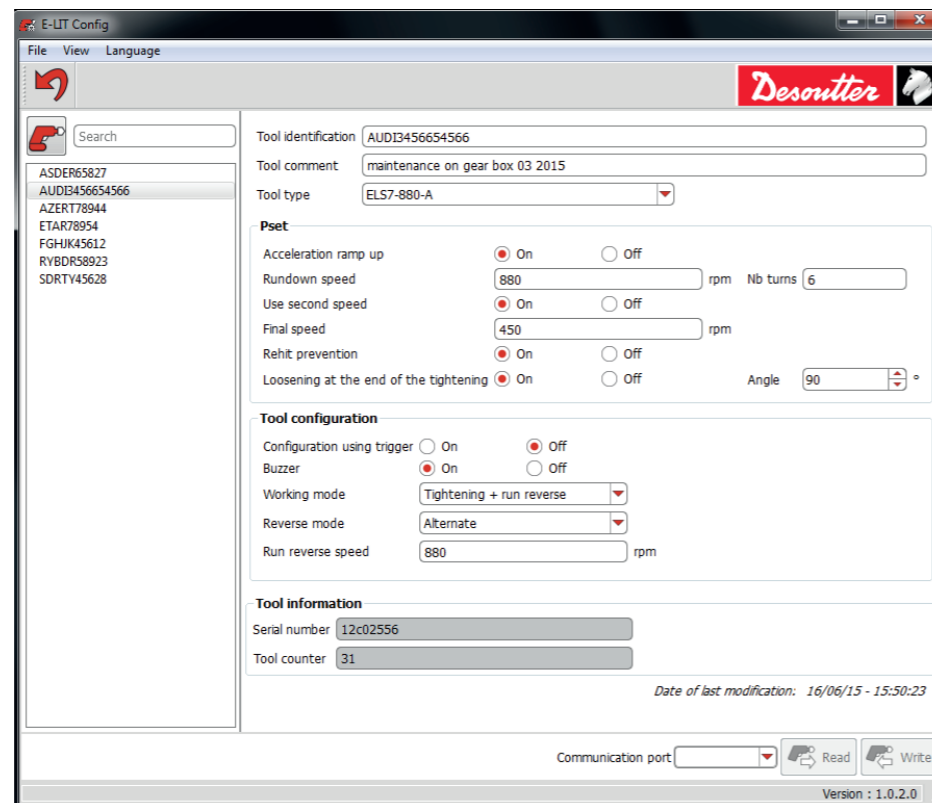 E-LIT Config
File View Language
Desoutter
Search
ASDER65827
AUDI3456654566
AZERT78944
ETAR78954
FGHJK45612
RYBDR58923
SDRTY45628
Tool identification AUDI3456654566
Tool comment maintenance on gear box 03 2015
Tool type ELS7-880-A
Pset
Acceleration ramp up On Off
Rundown speed 880 rpm Nb turns 6
Use second speed On Off
Final speed 450 rpm
Rehit prevention On Off
Loosening at the end of the tightening On Off Angle 90 °
Tool configuration
Configuration using trigger On Off
Buzzer On Off
Working mode Tightening + run reverse
Reverse mode Alternate
Run reverse speed 880 rpm
Tool information
Serial number 12c02556
Tool counter 31
Date of last modification: 16/06/15 - 15:50:23
Communication port Read Write
Version : 1.0.2.0